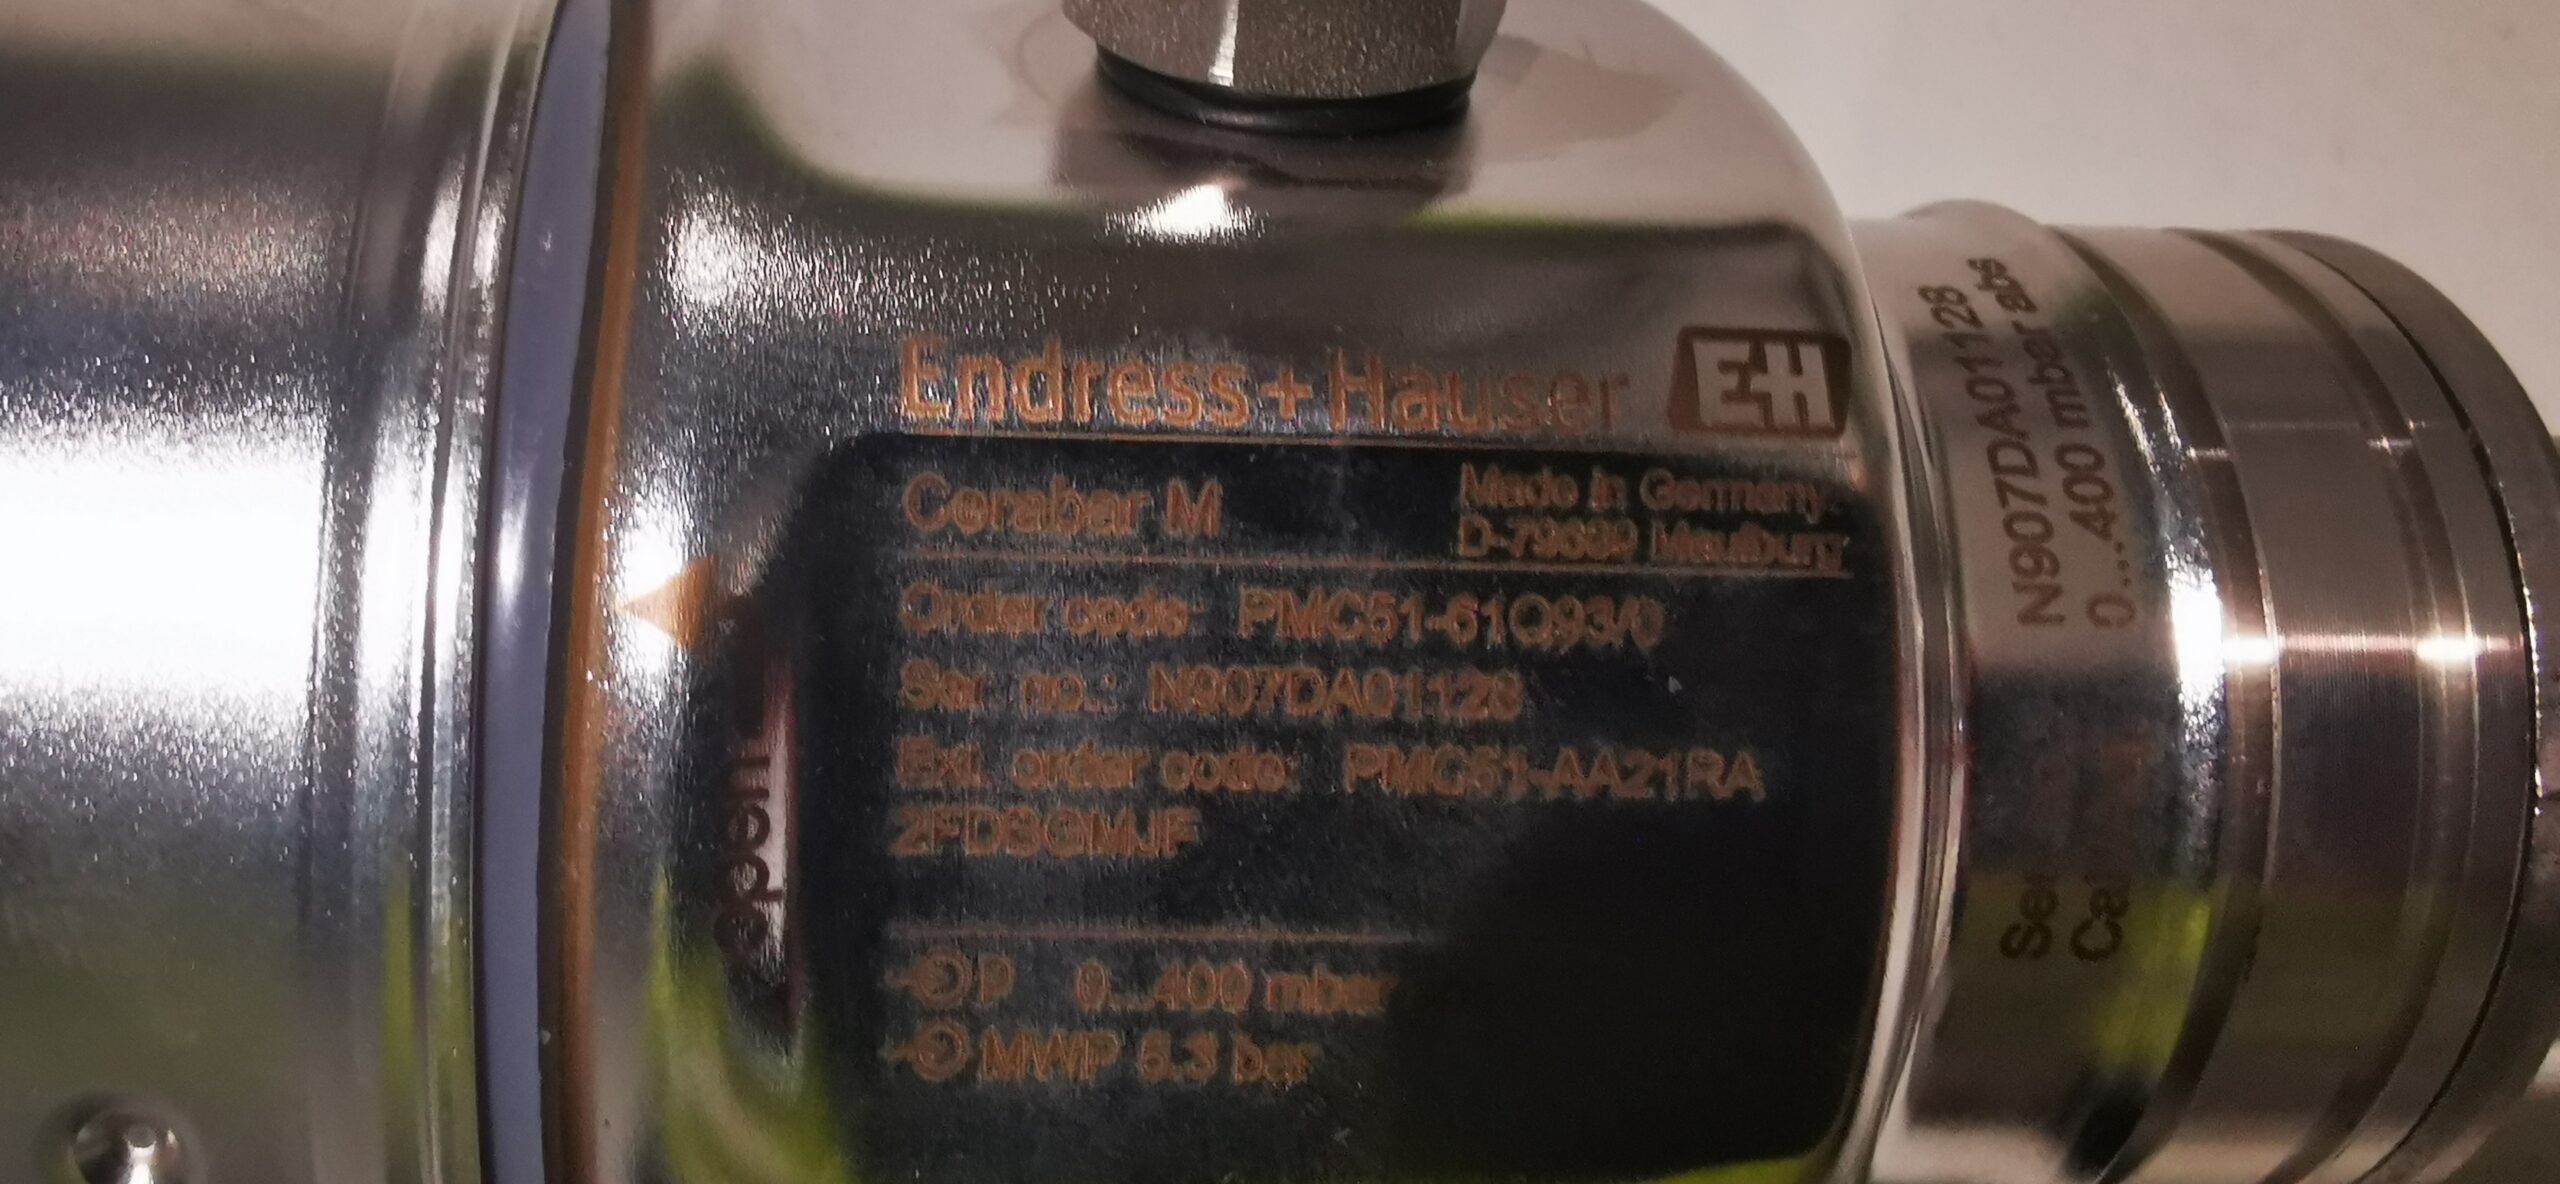 Endress+Hauser EH
Cerabar M
Made in Germany.
D-79689 Maulburg
Order code: PMC51-61Q93/0
Ser. no.: N907DA01128
Ext. order code: PMC51-AA21RA
open
P 0...400 mbar
MWP 5.3 bar
N907DA01128
0...400 mbar abs